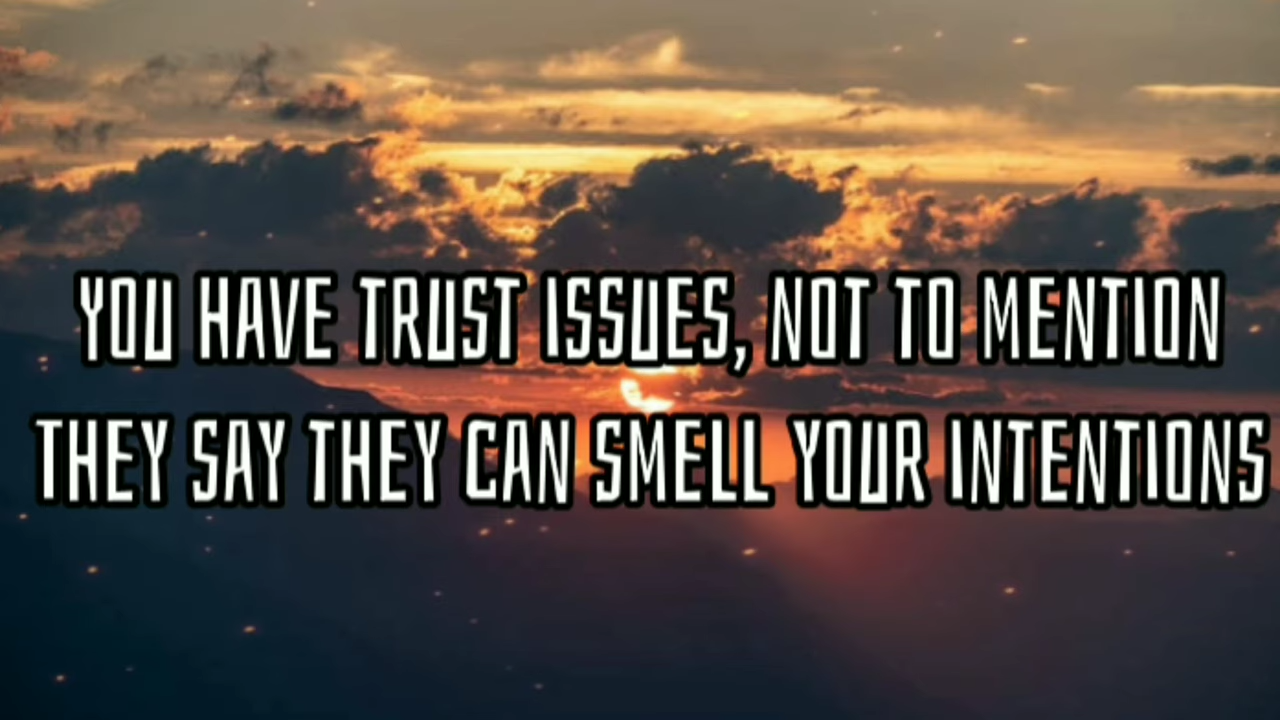 YOU HAVE TRUST ISSUES, NOT TO MENTION
THEY SAY THEY CAN SMELL YOUR INTENTIONS